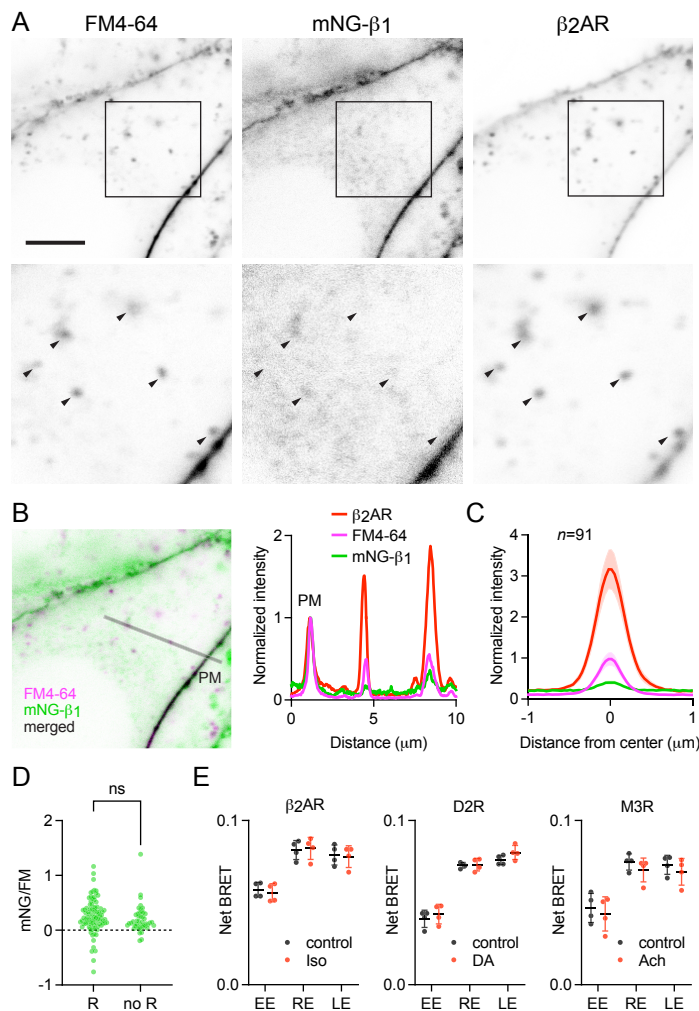 A
FM4-64
mNG-β1
β2AR
B
FM4-64
mNG-β1
merged
PM
β2AR
FM4-64
mNG-β1
PM
Normalized intensity
2
1
0
0
5
10
Distance (μm)
C
n=91
Normalized intensity
4
3
2
1
0
-1
0
1
Distance from center (μm)
D
ns
mNG/FM
2
1
0
-1
R
no R
E
β2AR
Net BRET
0.1
0.0
control
Iso
EE
RE
LE
D2R
Net BRET
0.1
0.0
control
DA
EE
RE
LE
M3R
Net BRET
0.1
0.0
control
Ach
EE
RE
LE